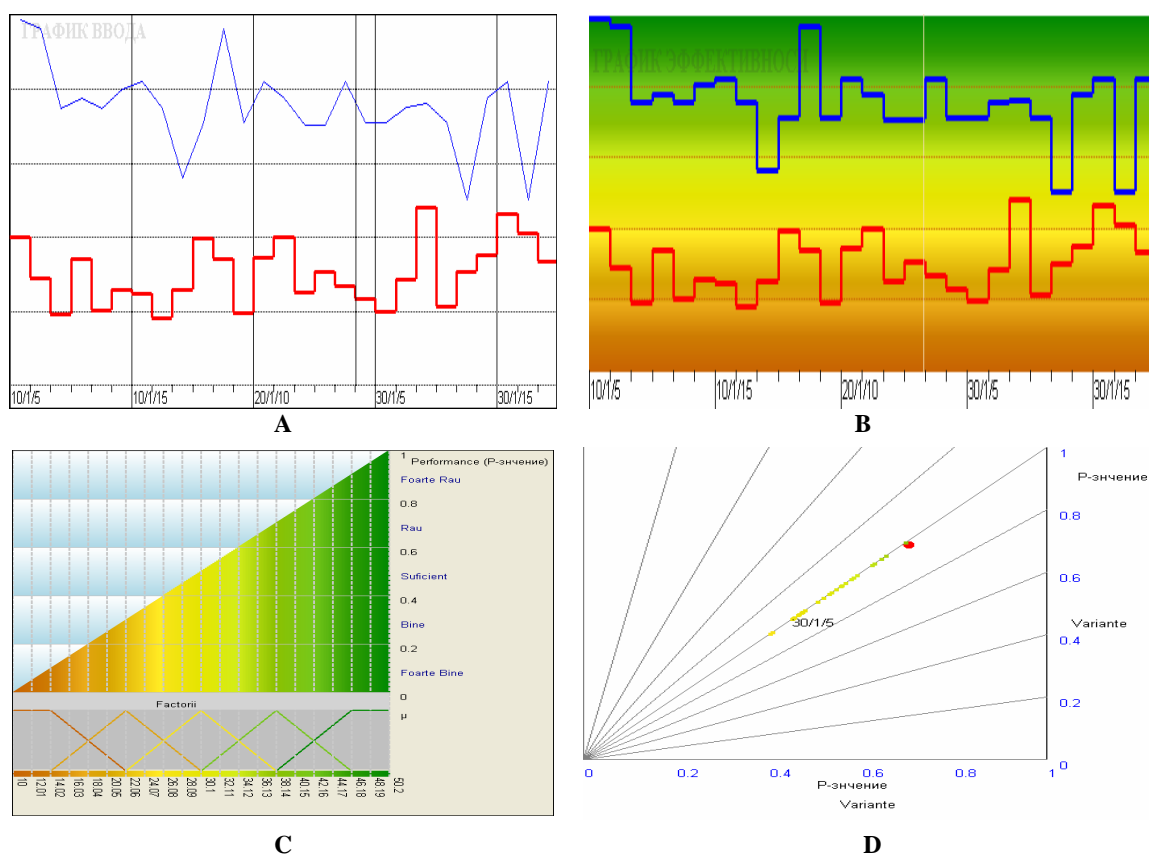 ГРАФИК ВВОДА
10/1/5 10/1/15 20/1/10 30/1/5 30/1/15
A
ГРАФИК ЭФФЕКТИВНОСТИ
10/1/5 10/1/15 20/1/10 30/1/5 30/1/15
B
1 Performance (P-знчение)
Foarte Rau
0.8
Rau
0.6
Suficient
0.4
Bine
0.2
Foarte Bine
0
Factorii
μ
10 12.01 14.02 16.03 18.04 20.05 22.06 24.07 26.08 28.09 30.1 32.11 34.12 36.13 38.14 40.15 42.16 44.17 46.18 48.19 50.2
C
1
P-знчение
0.8
0.6
30/1/5
Variante
0.4
0.2
0
0 0.2 0.4 0.6 0.8 1
P-знчение
Variante
D